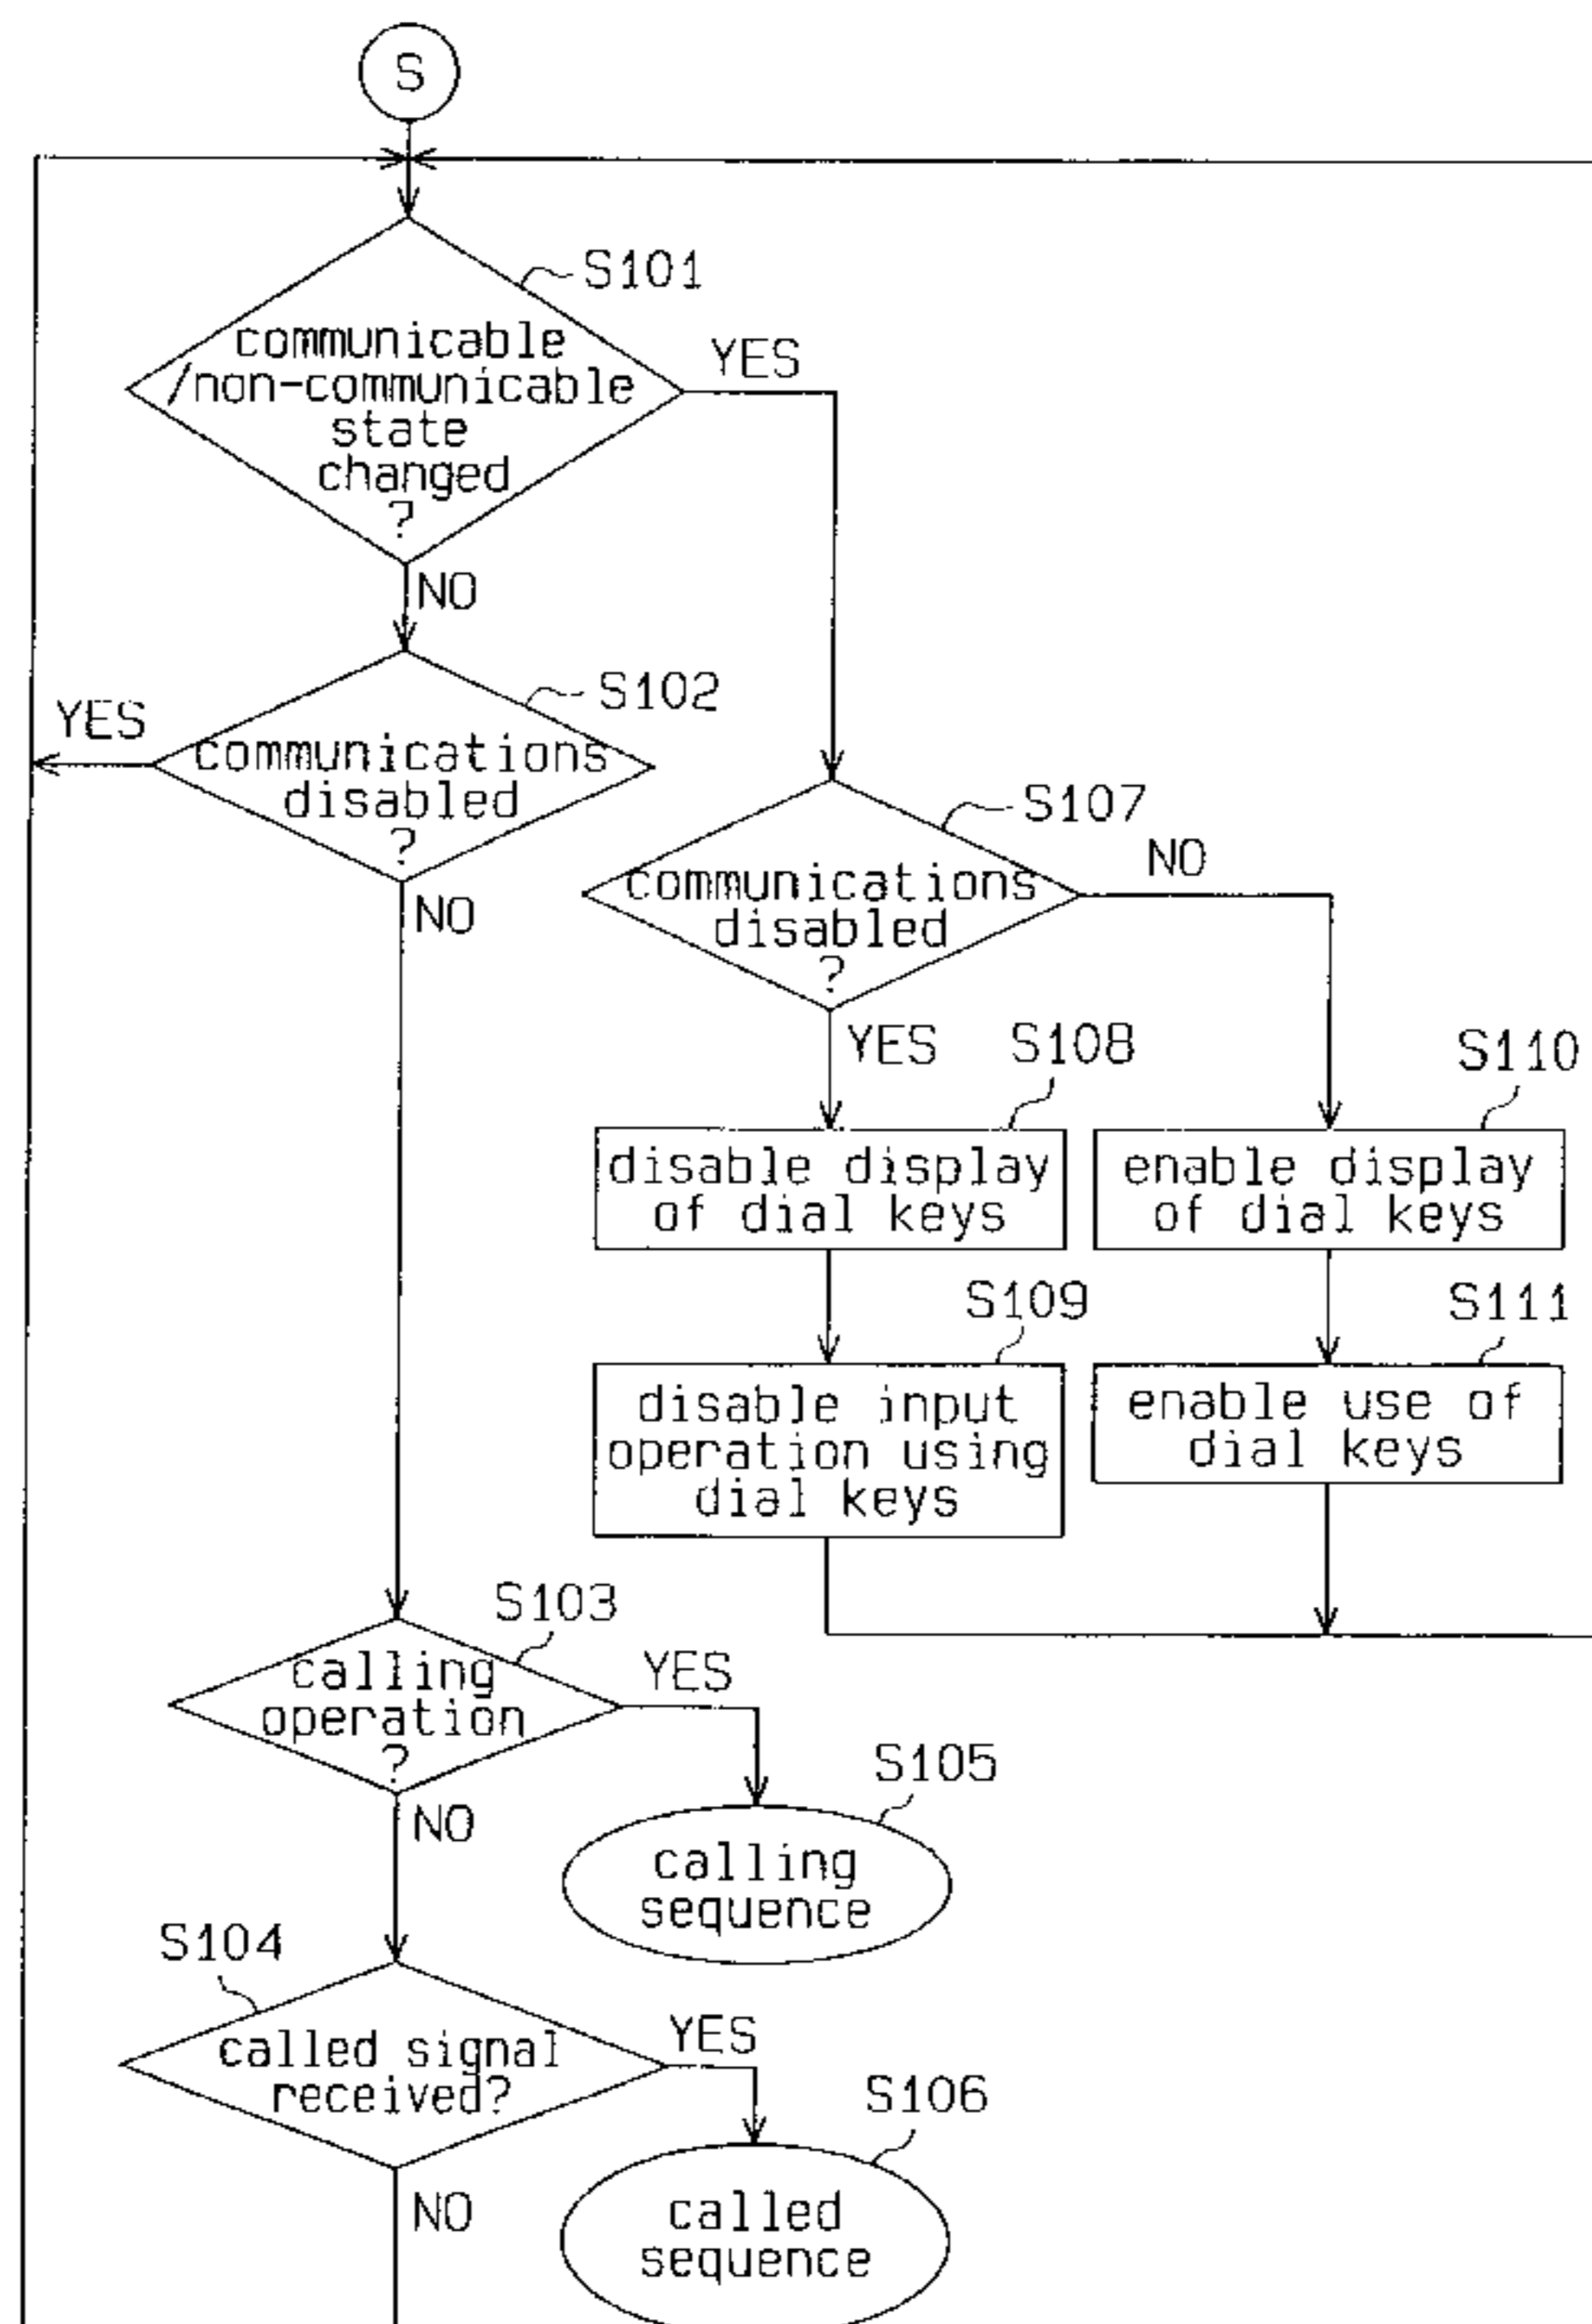 S
S101
communicable
/non-communicable
state
changed
?
YES
NO
S102
YES
communications
disabled
?
NO
S107
communications
disabled
?
NO
YES
S108
disable display
of dial keys
S110
enable display
of dial keys
S109
disable input
operation using
dial keys
S111
enable use of
dial keys
S103
calling
operation
?
YES
NO
S105
calling
sequence
S104
called signal
received?
YES
NO
S106
called
sequence